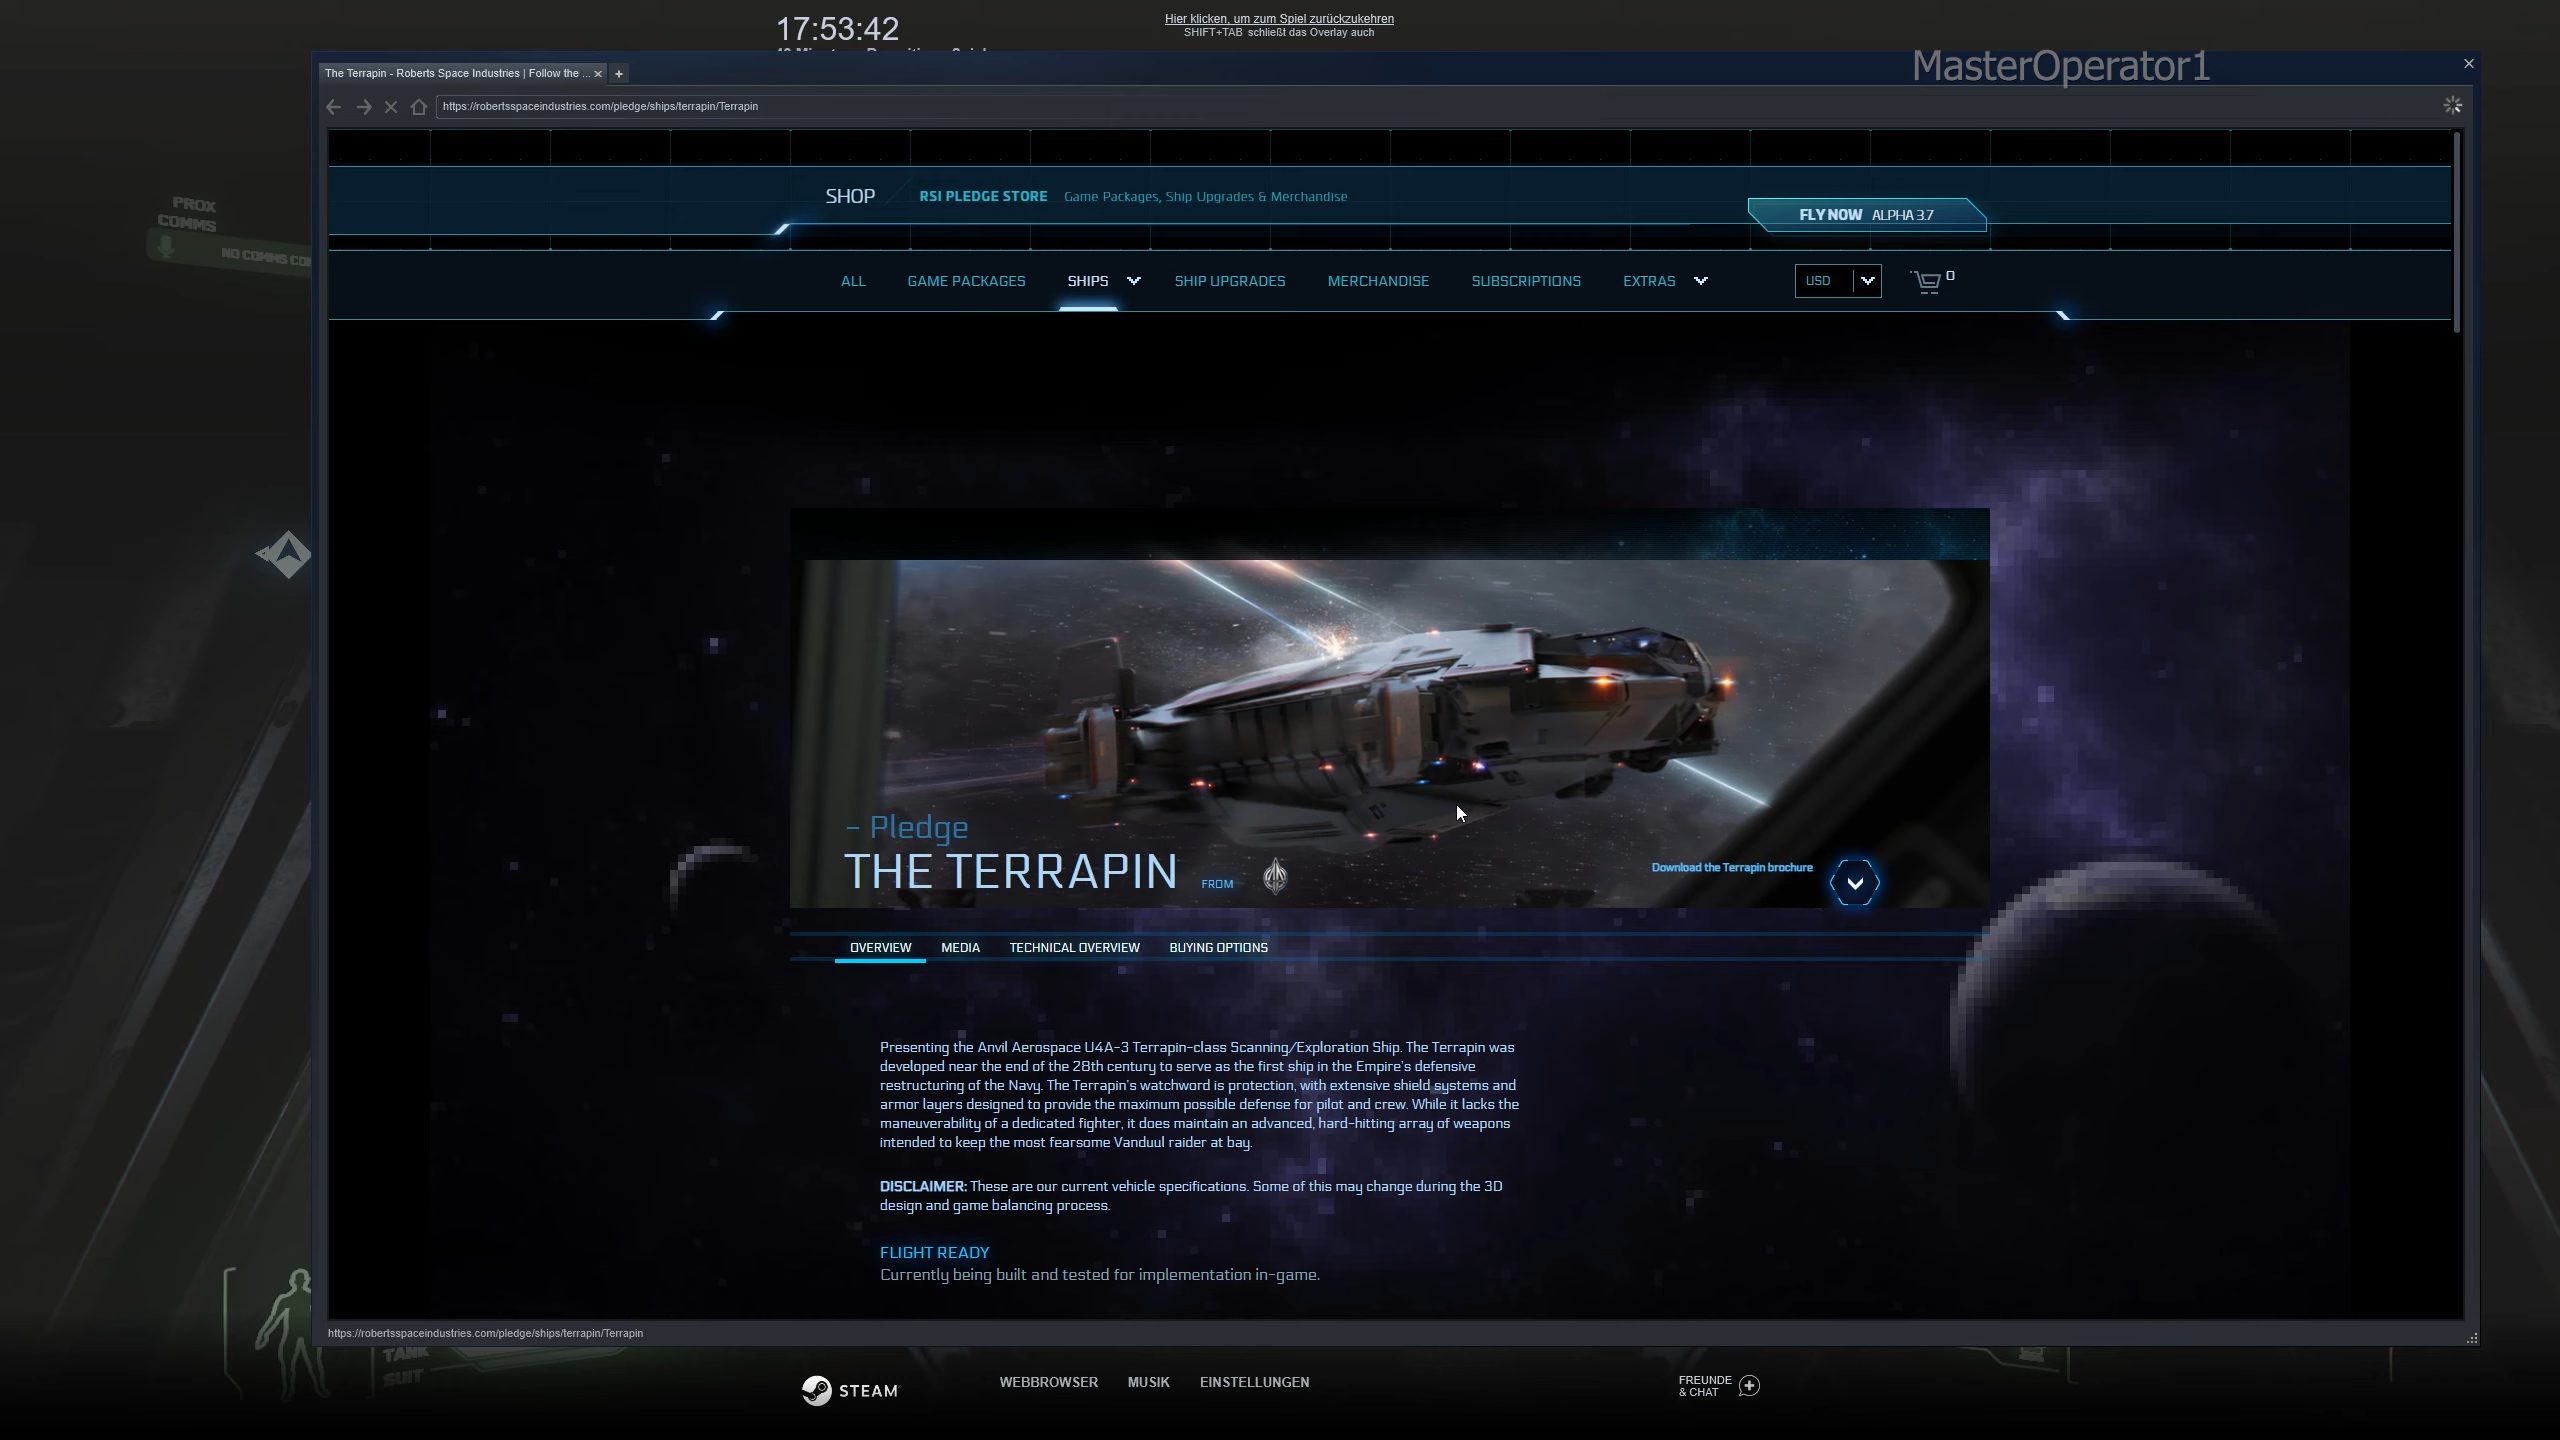 17:53:42
Hier klicken, um zum Spiel zurückzukehren
SHIFT+TAB schließt das Overlay auch
MasterOperator1
The Terrapin - Roberts Space Industries | Follow the ...
https://robertsspaceindustries.com/pledge/ships/terrapin/Terrapin
PROX
COMMS
SHOP
RSI PLEDGE STORE Game Packages, Ship Upgrades & Merchandise
FLY NOW ALPHA 3.7
NO COMMS
ALL GAME PACKAGES SHIPS SHIP UPGRADES MERCHANDISE SUBSCRIPTIONS EXTRAS USD 0
- Pledge
THE TERRAPIN FROM
Download the Terrapin brochure
OVERVIEW MEDIA TECHNICAL OVERVIEW BUYING OPTIONS
Presenting the Anvil Aerospace U4A-3 Terrapin-class Scanning/Exploration Ship. The Terrapin was
developed near the end of the 28th century to serve as the first ship in the Empire's defensive
restructuring of the Navy. The Terrapin's watchword is protection, with extensive shield systems and
armor layers designed to provide the maximum possible defense for pilot and crew. While it lacks the
maneuverability of a dedicated fighter, it does maintain an advanced, hard-hitting array of weapons
intended to keep the most fearsome Vanduul raider at bay.
DISCLAIMER: These are our current vehicle specifications. Some of this may change during the 3D
design and game balancing process.
FLIGHT READY
Currently being built and tested for implementation in-game.
https://robertsspaceindustries.com/pledge/ships/terrapin/Terrapin
TANK
SUIT
STEAM
WEBBROWSER MUSIK EINSTELLUNGEN
FREUNDE
& CHAT